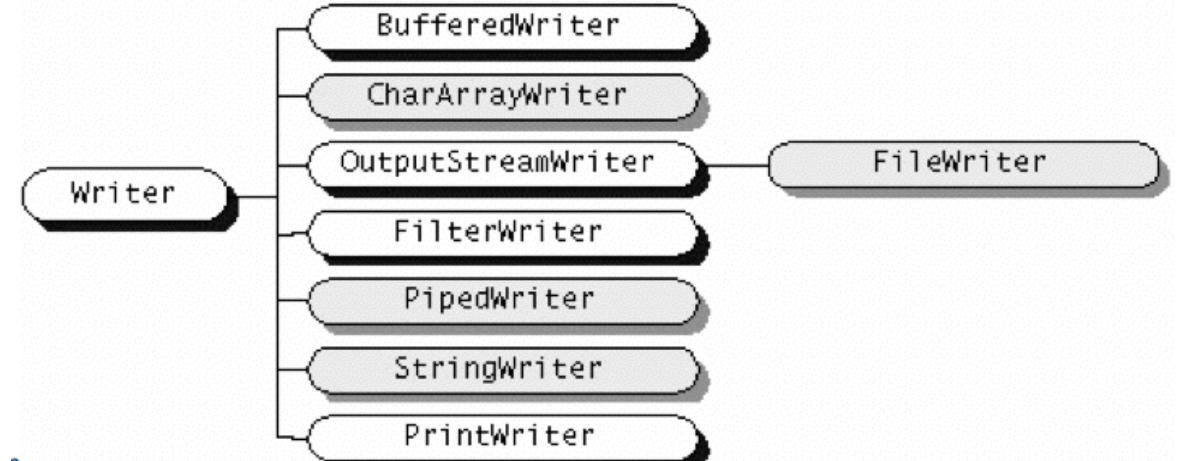 BufferedWriter
CharArrayWriter
OutputStreamWriter
FileWriter
Writer
FilterWriter
PipedWriter
StringWriter
PrintWriter